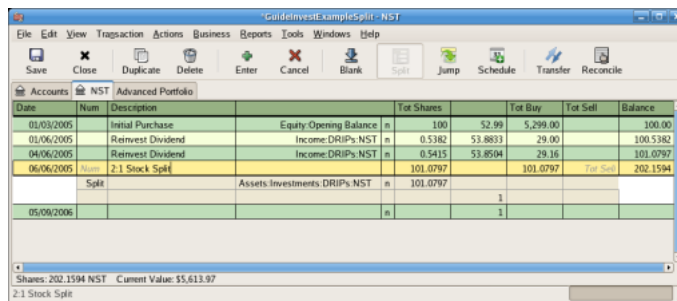 *GuideInvestExampleSplit - NST
File Edit View Transaction Actions Business Reports Tools Windows Help
Save Close Duplicate Delete Enter Cancel Blank Split Jump Schedule Transfer Reconcile
Accounts NST Advanced Portfolio
Date Num Description Tot Shares Tot Buy Tot Sell Balance
01/03/2005 Initial Purchase Equity:Opening Balance n 100 52.99 5,299.00 100.00
01/06/2005 Reinvest Dividend Income:DRIPs:NST n 0.5382 53.8833 29.00 100.5382
04/06/2005 Reinvest Dividend Income:DRIPs:NST n 0.5415 53.8504 29.16 101.0797
06/06/2005 Num 2:1 Stock Split 101.0797 101.0797 Tot Sell 202.1594
Split Assets:Investments:DRIPs:NST n 101.0797
1
05/09/2006 n 1
Shares: 202.1594 NST Current Value: $5,613.97
2:1 Stock Split